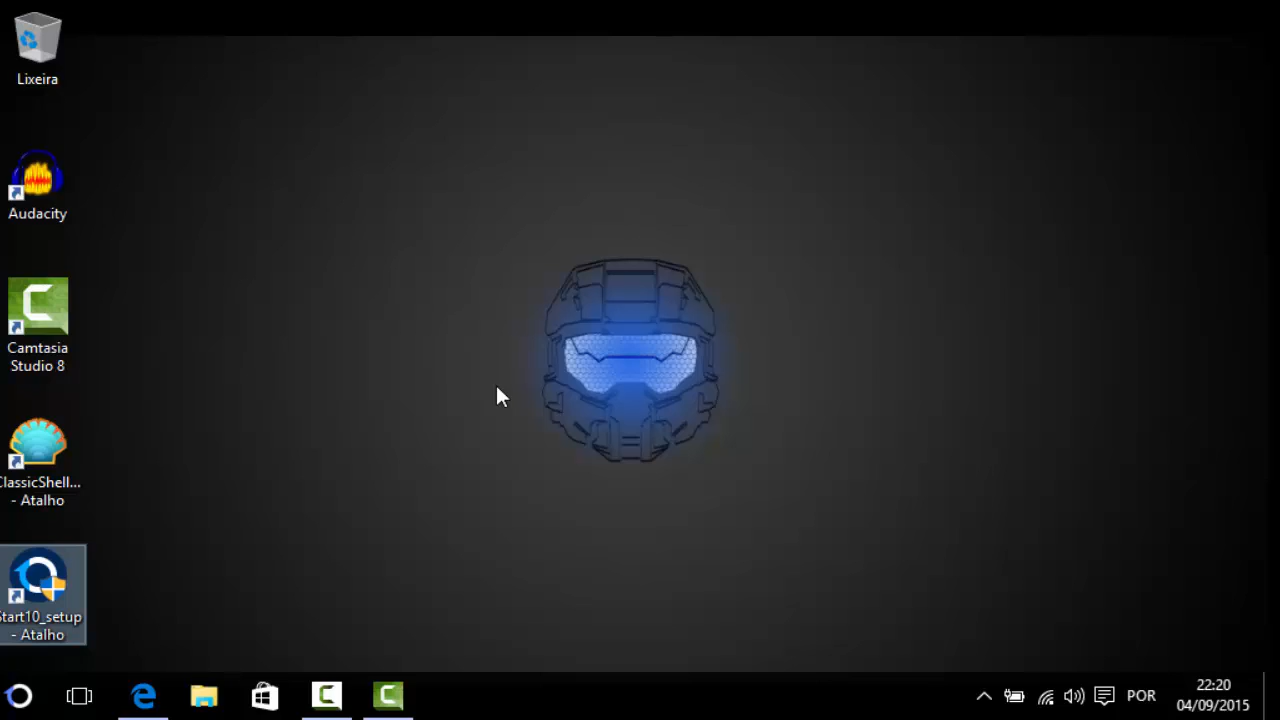 Lixeira
Audacity
Camtasia
Studio 8
ClassicShell...
- Atalho
Start10_setup
- Atalho
POR
22:20
04/09/2015